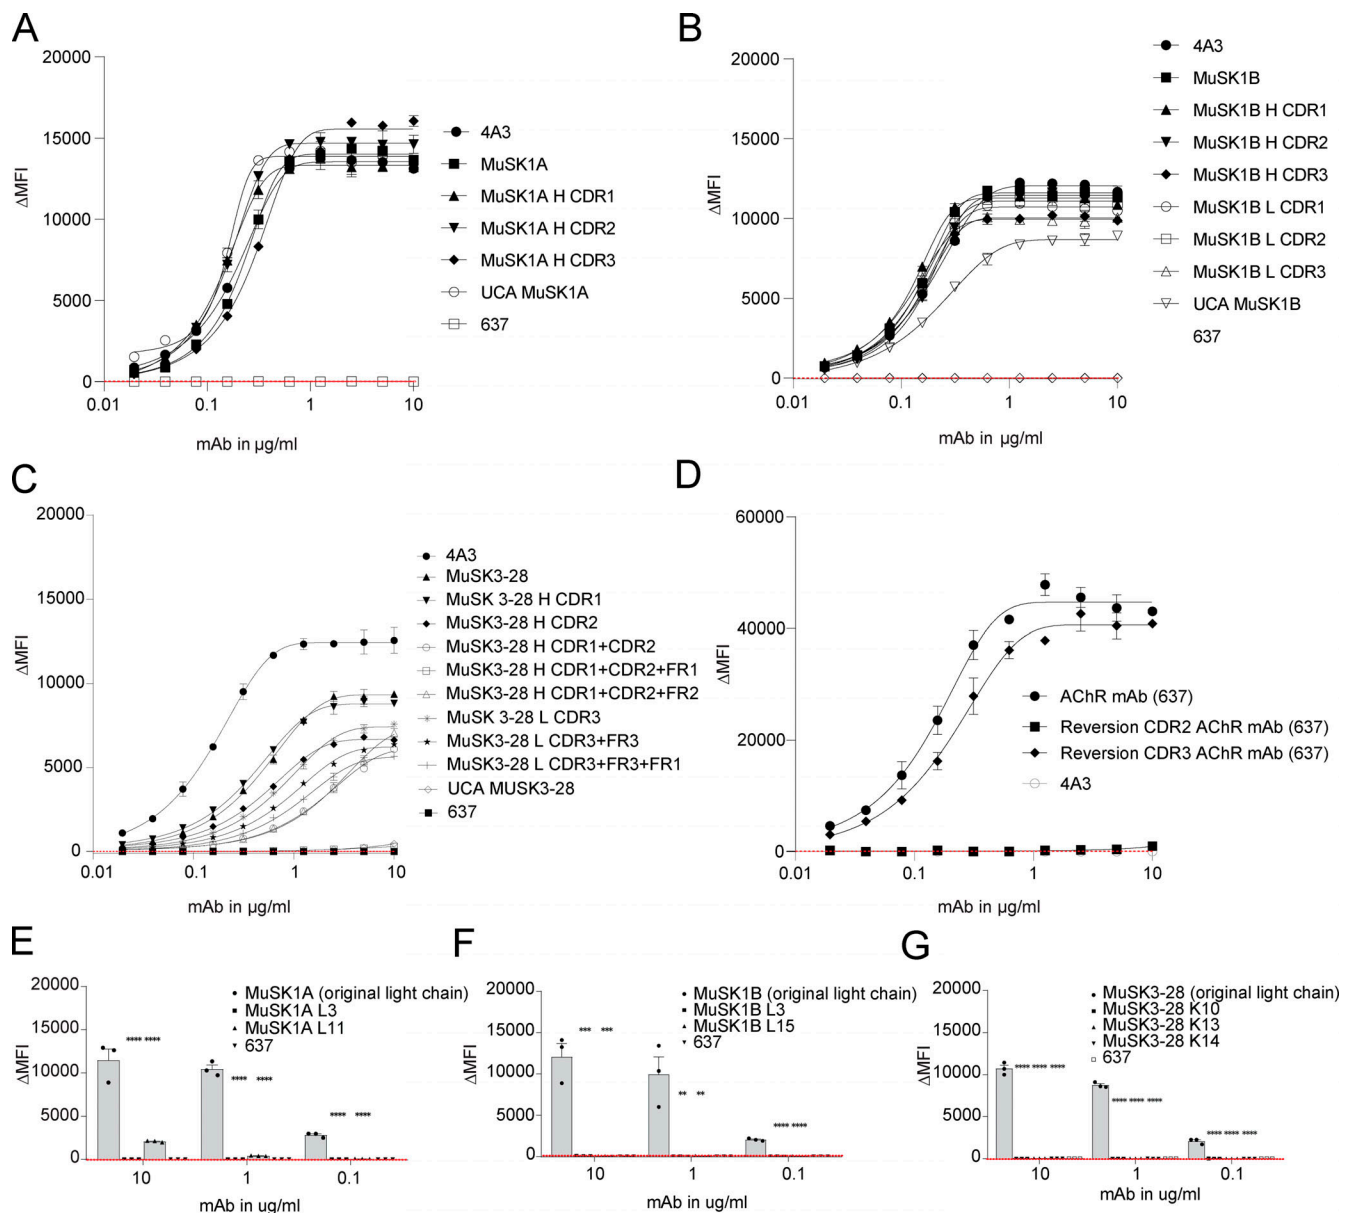 A
20000
15000
10000
5000
0
ΔMFI
0.01 0.1 1 10
mAb in µg/ml
4A3
MuSK1A
MuSK1A H CDR1
MuSK1A H CDR2
MuSK1A H CDR3
UCA MuSK1A
637
B
20000
15000
10000
5000
0
ΔMFI
0.01 0.1 1 10
mAb in µg/ml
4A3
MuSK1B
MuSK1B H CDR1
MuSK1B H CDR2
MuSK1B H CDR3
MuSK1B L CDR1
MuSK1B L CDR2
MuSK1B L CDR3
UCA MuSK1B
637
C
20000
15000
10000
5000
0
ΔMFI
0.01 0.1 1 10
mAb in µg/ml
4A3
MuSK3-28
MuSK 3-28 H CDR1
MuSK3-28 H CDR2
MuSK3-28 H CDR1+CDR2
MuSK3-28 H CDR1+CDR2+FR1
MuSK3-28 H CDR1+CDR2+FR2
MuSK 3-28 L CDR3
MuSK3-28 L CDR3+FR3
MuSK3-28 L CDR3+FR3+FR1
UCA MUSK3-28
637
D
60000
40000
20000
0
ΔMFI
0.01 0.1 1 10
mAb in µg/ml
AChR mAb (637)
Reversion CDR2 AChR mAb (637)
Reversion CDR3 AChR mAb (637)
4A3
E
20000
15000
10000
5000
0
ΔMFI
MuSK1A (original light chain)
MuSK1A L3
MuSK1A L11
637
**** ****
**** ****
**** ****
10 1 0.1
mAb in ug/ml
F
20000
15000
10000
5000
0
ΔMFI
MuSK1B (original light chain)
MuSK1B L3
MuSK1B L15
637
*** ***
** **
**** ****
10 1 0.1
mAb in ug/ml
G
20000
15000
10000
5000
0
ΔMFI
MuSK3-28 (original light chain)
MuSK3-28 K10
MuSK3-28 K13
MuSK3-28 K14
637
**** **** ****
**** **** ****
**** **** ****
10 1 0.1
mAb in ug/ml